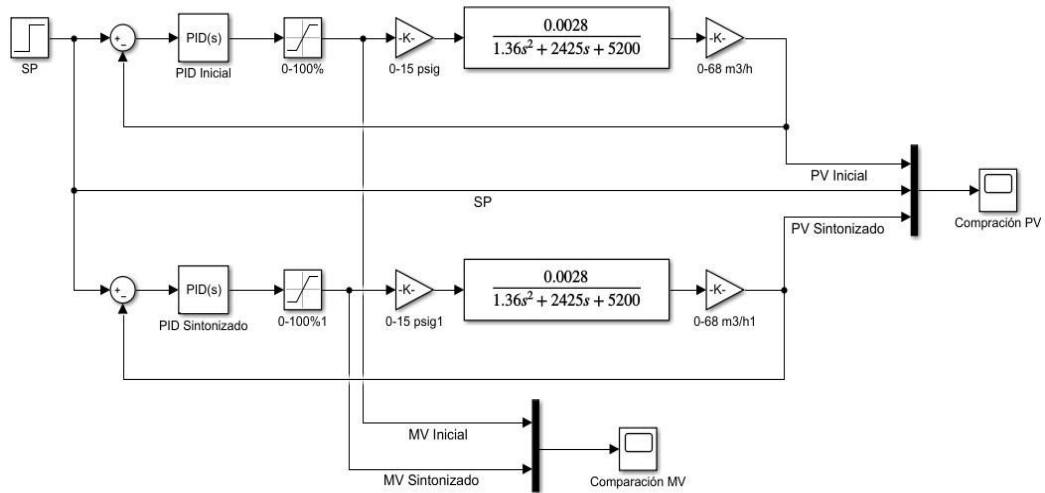 SP
+
−
PID(s)
PID Inicial
0-100%
-K-
0-15 psig
0.0028
1.36s² + 2425s + 5200
-K-
0-68 m3/h
PV Inicial
SP
PV Sintonizado
Compración PV
+
−
PID(s)
PID Sintonizado
0-100%1
-K-
0-15 psig1
0.0028
1.36s² + 2425s + 5200
-K-
0-68 m3/h1
MV Inicial
MV Sintonizado
Comparación MV